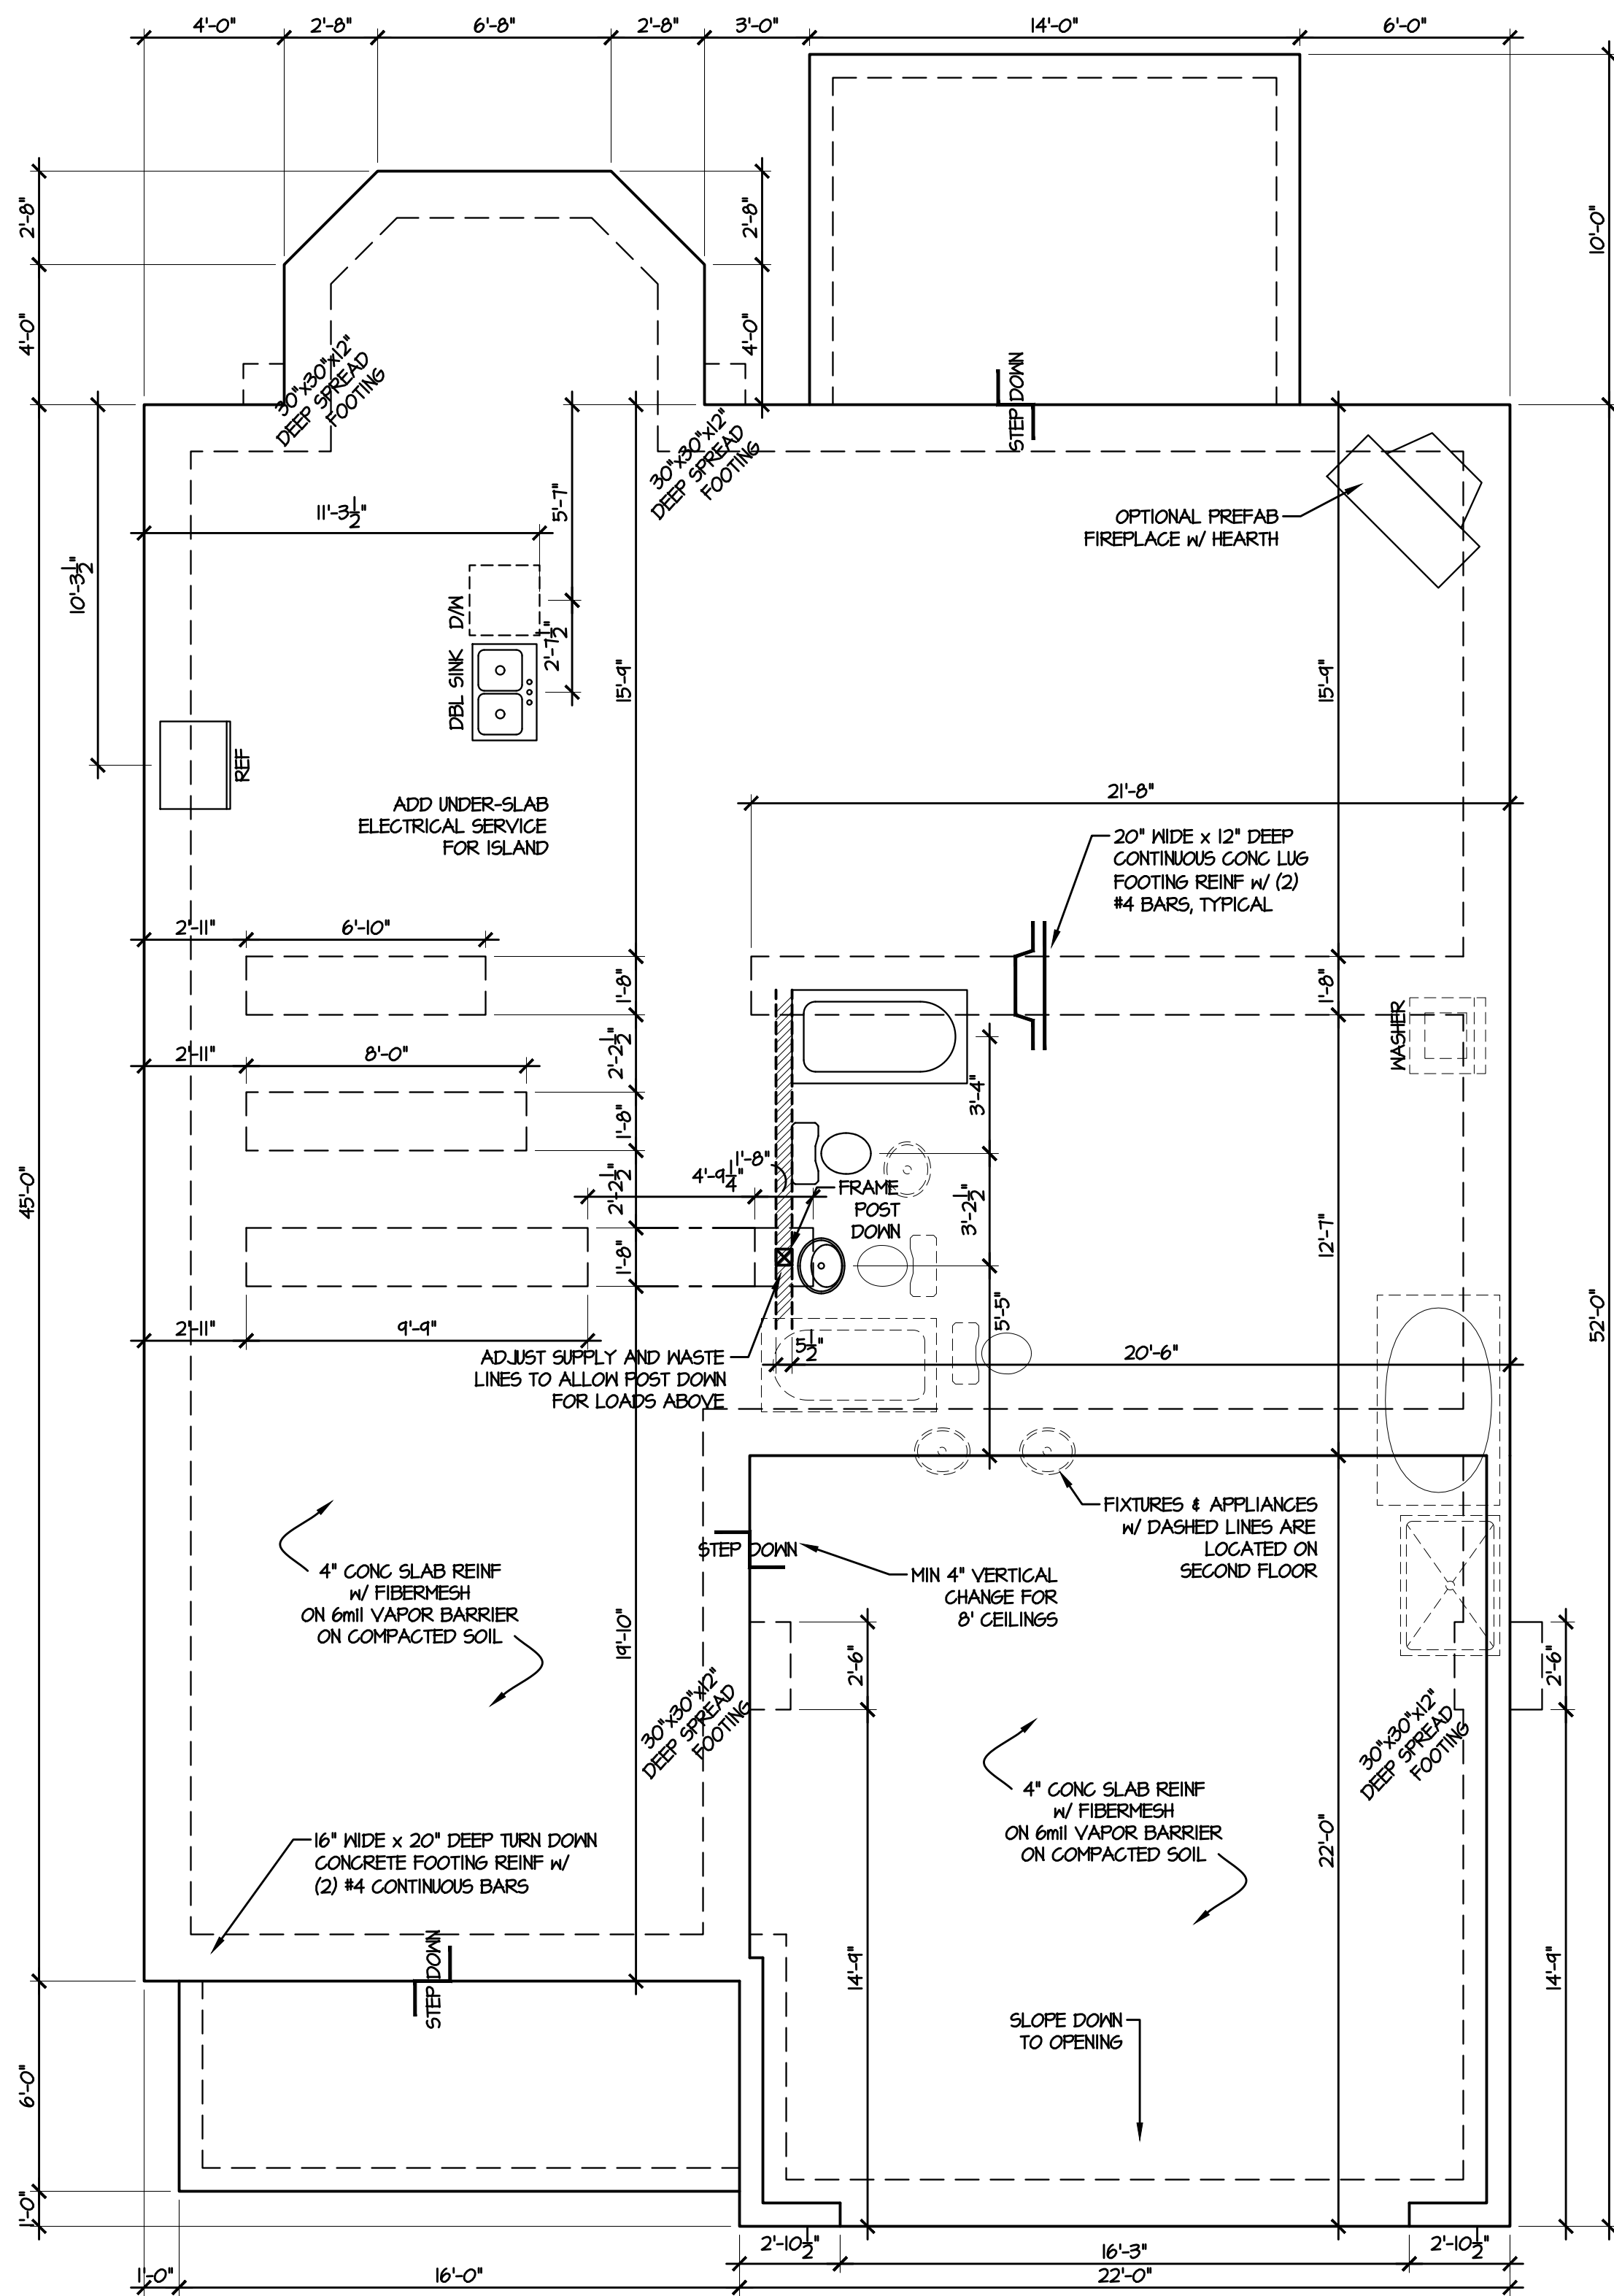 4'-0" 2'-8" 6'-8" 2'-8" 3'-0" 14'-0" 6'-0"
2'-8"
2'-8"
10'-0"
4'-0"
4'-0"
30"x30"x12"
DEEP SPREAD
FOOTING
30"x30"x12"
DEEP SPREAD
FOOTING
STEP DOWN
OPTIONAL PREFAB
FIREPLACE w/ HEARTH
11'-3 1/2"
5'-7"
10'-3 1/2"
D/W
2'-7 1/2"
DBL SINK
15'-9"
15'-9"
REF
ADD UNDER-SLAB
ELECTRICAL SERVICE
FOR ISLAND
21'-8"
20" WIDE x 12" DEEP
CONTINUOUS CONC LUG
FOOTING REINF w/ (2)
#4 BARS, TYPICAL
2'-11" 6'-10"
1'-8"
1'-8"
WASHER
2'-11" 8'-0"
2'-2 1/2"
3'-4"
1'-8"
1'-8"
4'-9 1/4"
2'-2 1/2"
FRAME
POST
DOWN
3'-2 1/2"
1'-8"
12'-7"
45'-0"
52'-0"
2'-11" 9'-9"
5'-5"
5 1/2"
20'-6"
ADJUST SUPPLY AND WASTE
LINES TO ALLOW POST DOWN
FOR LOADS ABOVE
FIXTURES & APPLIANCES
w/ DASHED LINES ARE
LOCATED ON
SECOND FLOOR
STEP DOWN
MIN 4" VERTICAL
CHANGE FOR
8' CEILINGS
4" CONC SLAB REINF
w/ FIBERMESH
ON 6mil VAPOR BARRIER
ON COMPACTED SOIL
19'-10"
2'-6"
2'-6"
30"x30"x12"
DEEP SPREAD
FOOTING
30"x30"x12"
DEEP SPREAD
FOOTING
4" CONC SLAB REINF
w/ FIBERMESH
ON 6mil VAPOR BARRIER
ON COMPACTED SOIL
22'-0"
16" WIDE x 20" DEEP TURN DOWN
CONCRETE FOOTING REINF w/
(2) #4 CONTINUOUS BARS
STEP DOWN
14'-9"
14'-9"
SLOPE DOWN
TO OPENING
6'-0"
1'-0"
2'-10 1/2" 16'-3" 2'-10 1/2"
1'-0" 16'-0" 22'-0"